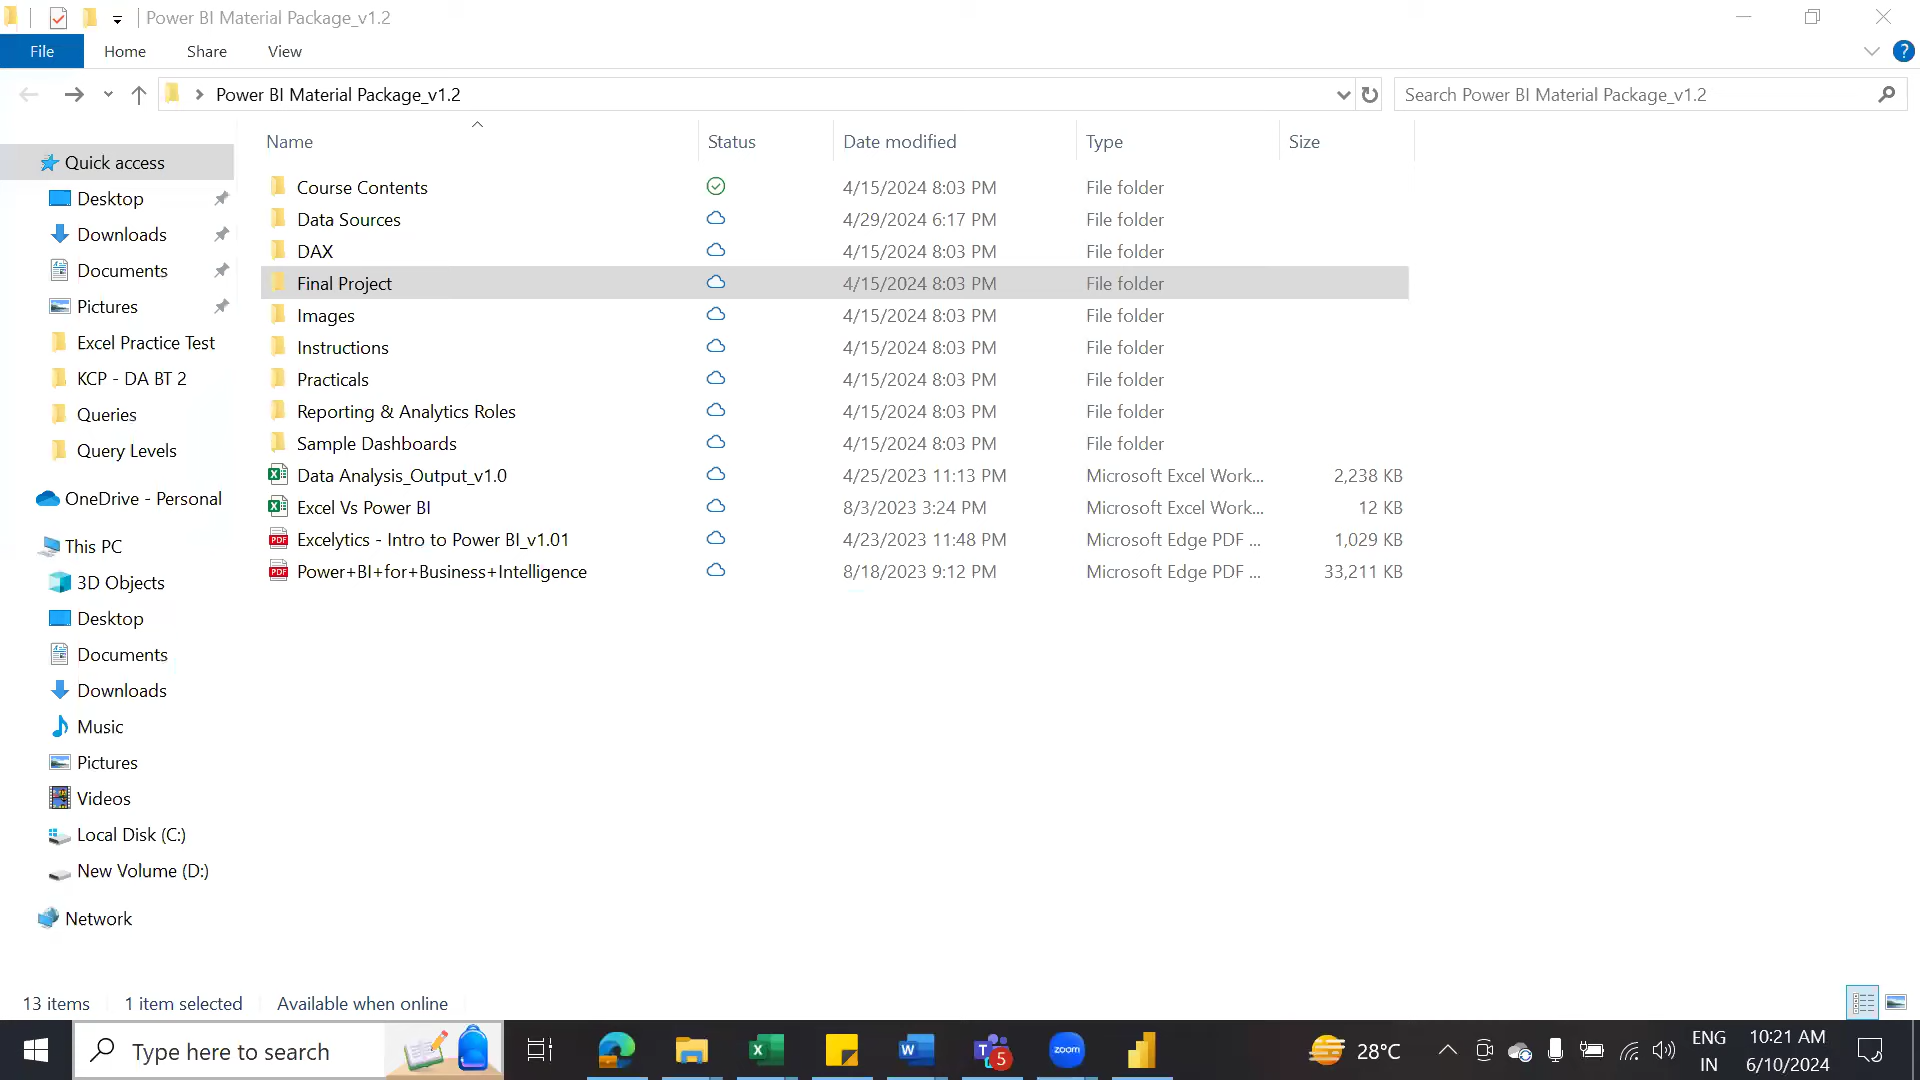 Power BI Material Package_v1.2
File Home Share View
?
Power BI Material Package_v1.2
Search Power BI Material Package_v1.2
Name Status Date modified Type Size
Quick access
Desktop
Downloads
Documents
Pictures
Excel Practice Test
KCP - DA BT 2
Queries
Query Levels
OneDrive - Personal
This PC
3D Objects
Desktop
Documents
Downloads
Music
Pictures
Videos
Local Disk (C:)
New Volume (D:)
Network
Course Contents 4/15/2024 8:03 PM File folder
Data Sources 4/29/2024 6:17 PM File folder
DAX 4/15/2024 8:03 PM File folder
Final Project 4/15/2024 8:03 PM File folder
Images 4/15/2024 8:03 PM File folder
Instructions 4/15/2024 8:03 PM File folder
Practicals 4/15/2024 8:03 PM File folder
Reporting & Analytics Roles 4/15/2024 8:03 PM File folder
Sample Dashboards 4/15/2024 8:03 PM File folder
Data Analysis_Output_v1.0 4/25/2023 11:13 PM Microsoft Excel Work... 2,238 KB
Excel Vs Power BI 8/3/2023 3:24 PM Microsoft Excel Work... 12 KB
PDF Excelytics - Intro to Power BI_v1.01 4/23/2023 11:48 PM Microsoft Edge PDF ... 1,029 KB
PDF Power+BI+for+Business+Intelligence 8/18/2023 9:12 PM Microsoft Edge PDF ... 33,211 KB
13 items 1 item selected Available when online
Type here to search
zoom
5
28°C
ENG
IN
10:21 AM
6/10/2024